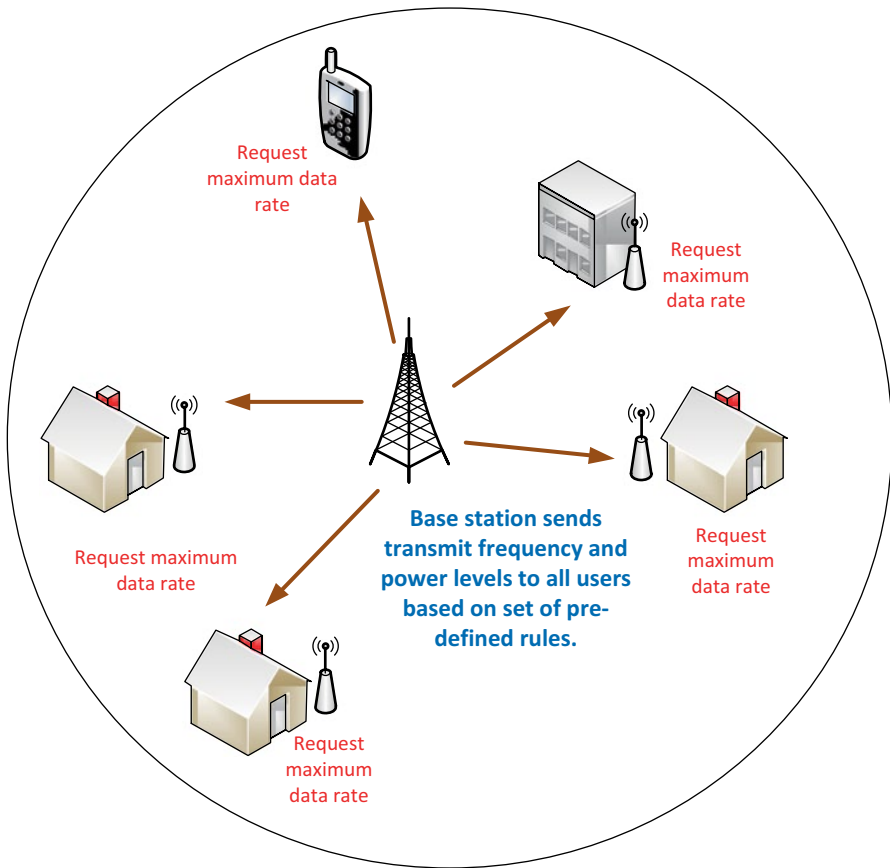 Request
maximum data
rate
Request
maximum
data rate
Request maximum
data rate
Base station sends
transmit frequency and
power levels to all users
based on set of pre-
defined rules.
Request
maximum
data rate
Request
maximum
data rate